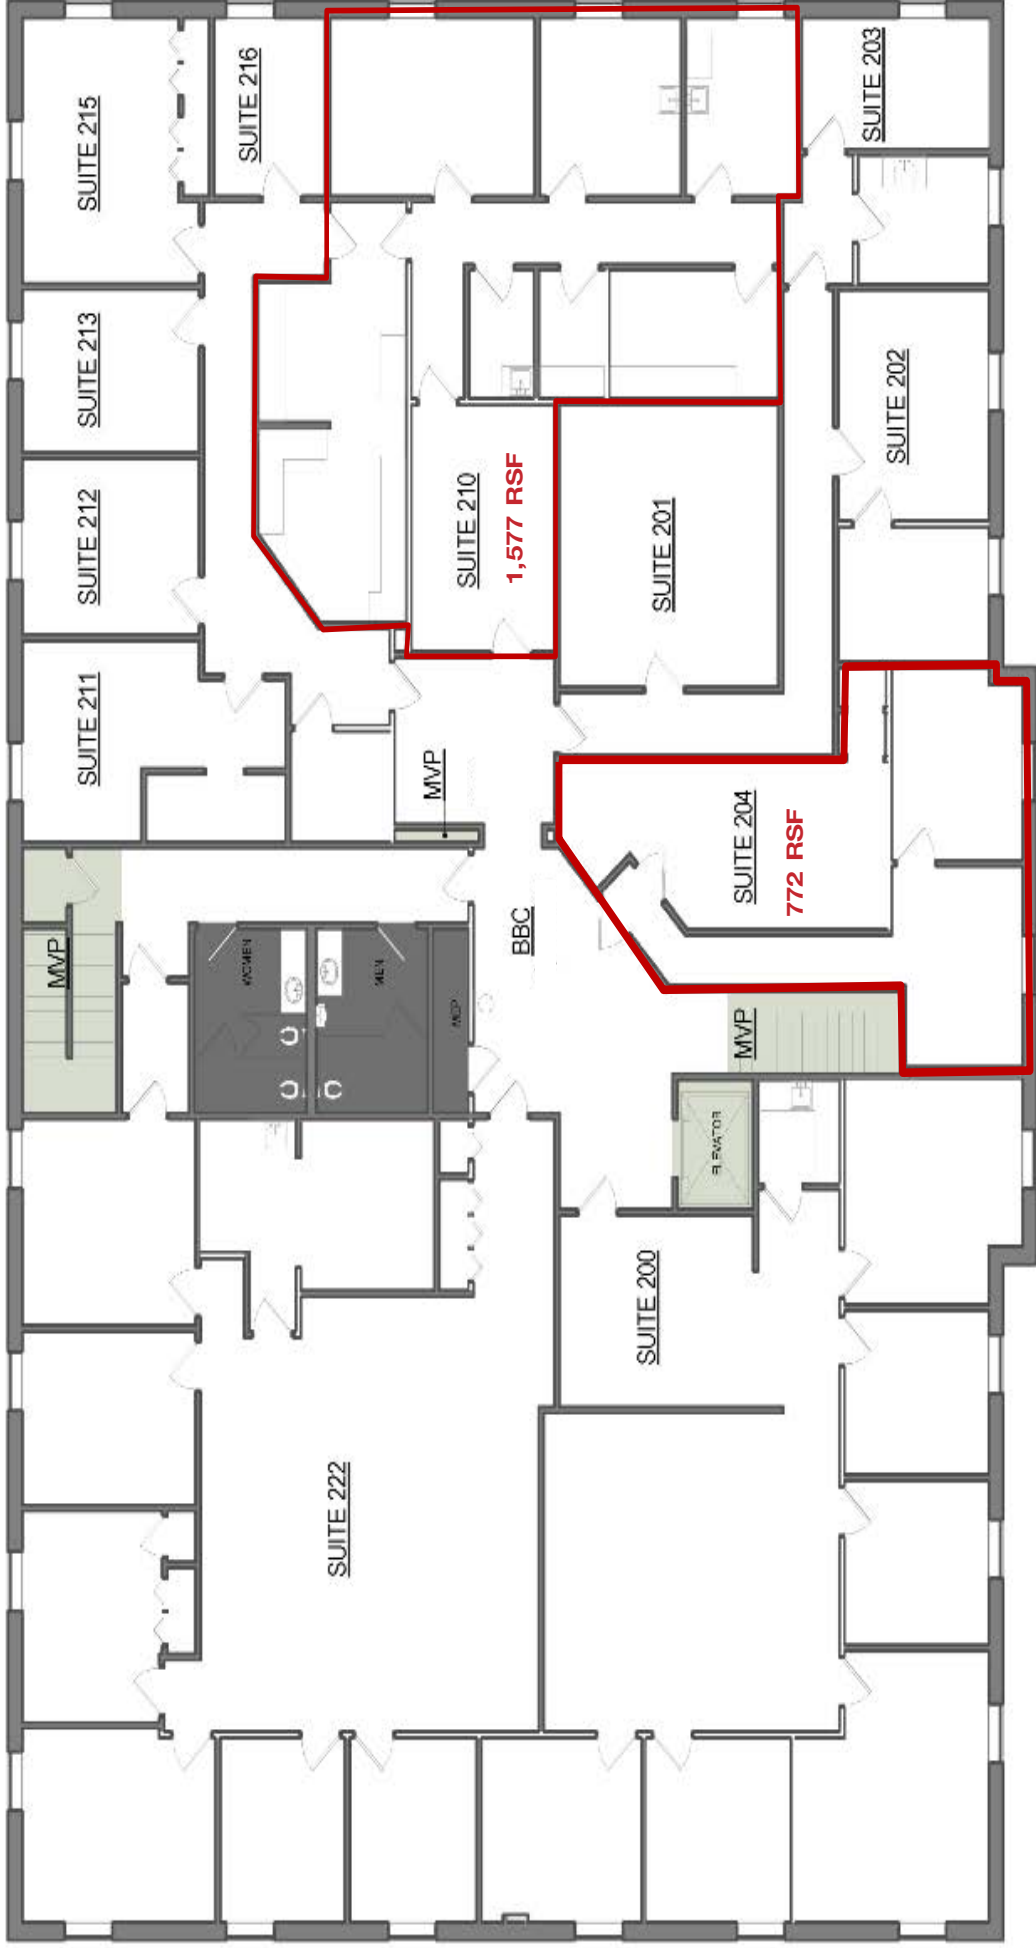 SUITE 203
SUITE 216
SUITE 215
SUITE 213
SUITE 202
SUITE 212
SUITE 210
1,577 RSF
SUITE 201
SUITE 211
MVP
SUITE 204
772 RSF
BBC
MVP
WOMEN
MEN
MVP
ELEVATOR
SUITE 200
SUITE 222